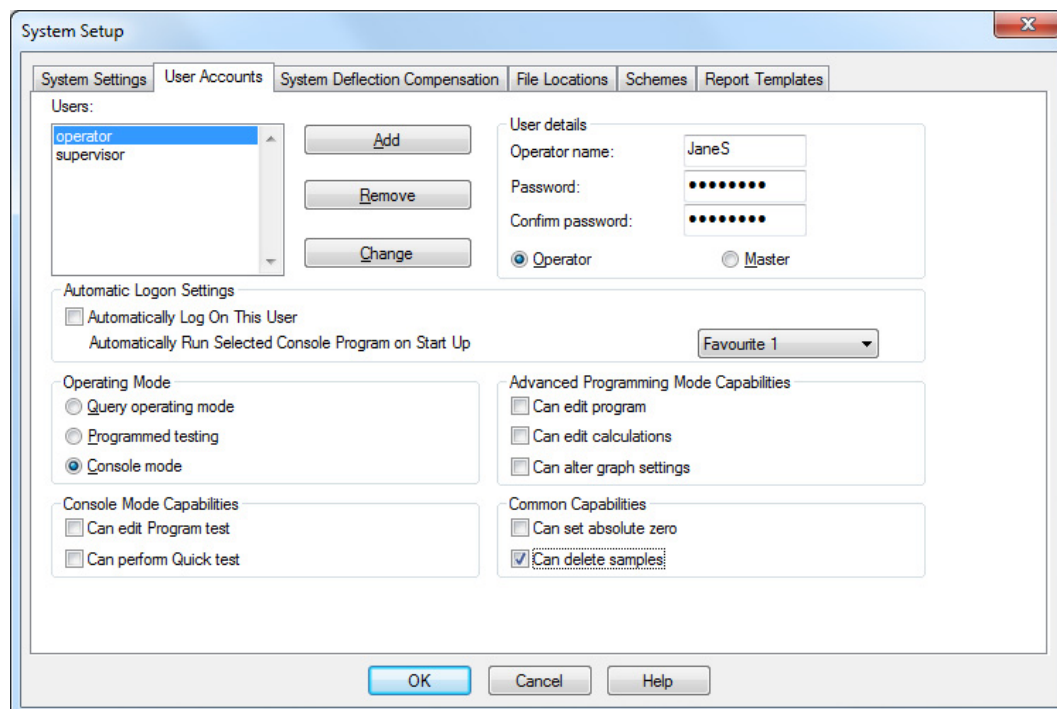 System Setup
System Settings User Accounts System Deflection Compensation File Locations Schemes Report Templates
Users:
operator
supervisor
Add
Remove
Change
User details
Operator name: JaneS
Password: ••••••••
Confirm password: ••••••••
Operator Master
Automatic Logon Settings
Automatically Log On This User
Automatically Run Selected Console Program on Start Up Favourite 1
Operating Mode
Query operating mode
Programmed testing
Console mode
Advanced Programming Mode Capabilities
Can edit program
Can edit calculations
Can alter graph settings
Console Mode Capabilities
Can edit Program test
Can perform Quick test
Common Capabilities
Can set absolute zero
Can delete samples
OK Cancel Help